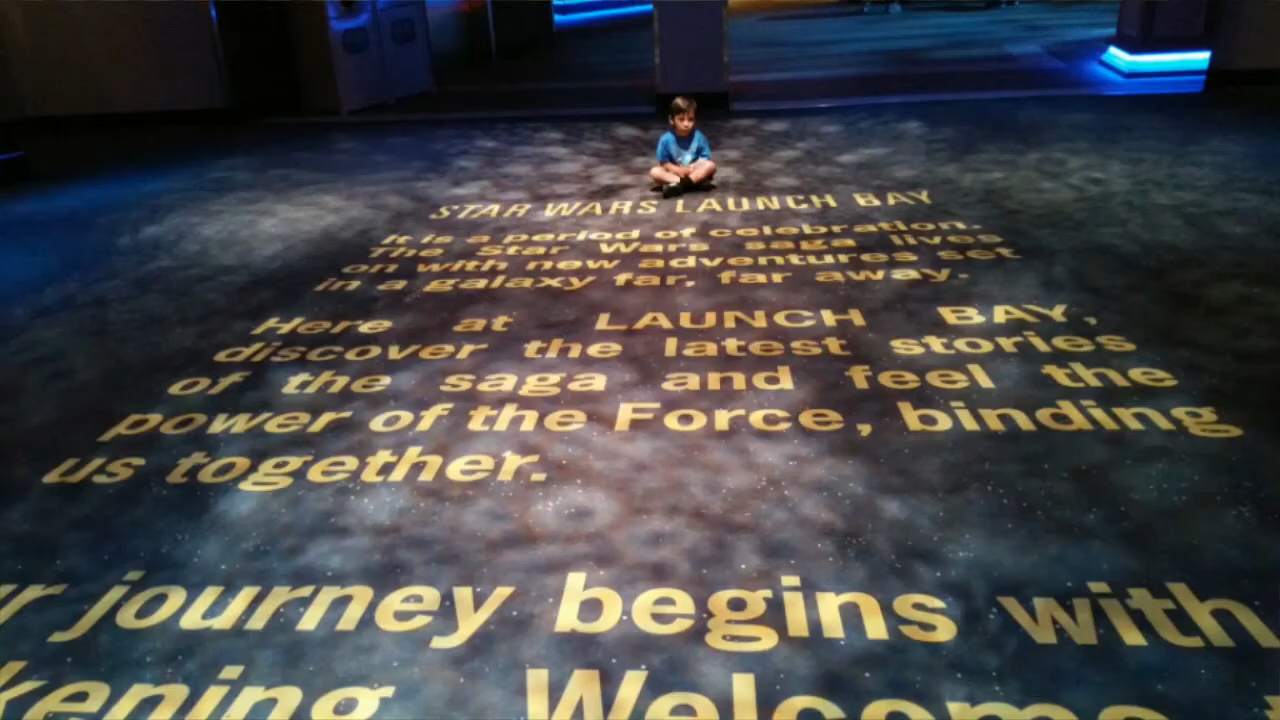 STAR WARS LAUNCH BAY
It is a period of celebration.
The Star Wars saga lives
on with new adventures set
in a galaxy far, far away.
Here at LAUNCH BAY,
discover the latest stories
of the saga and feel the
power of the Force, binding
us together.
journey begins with
kening Welcome